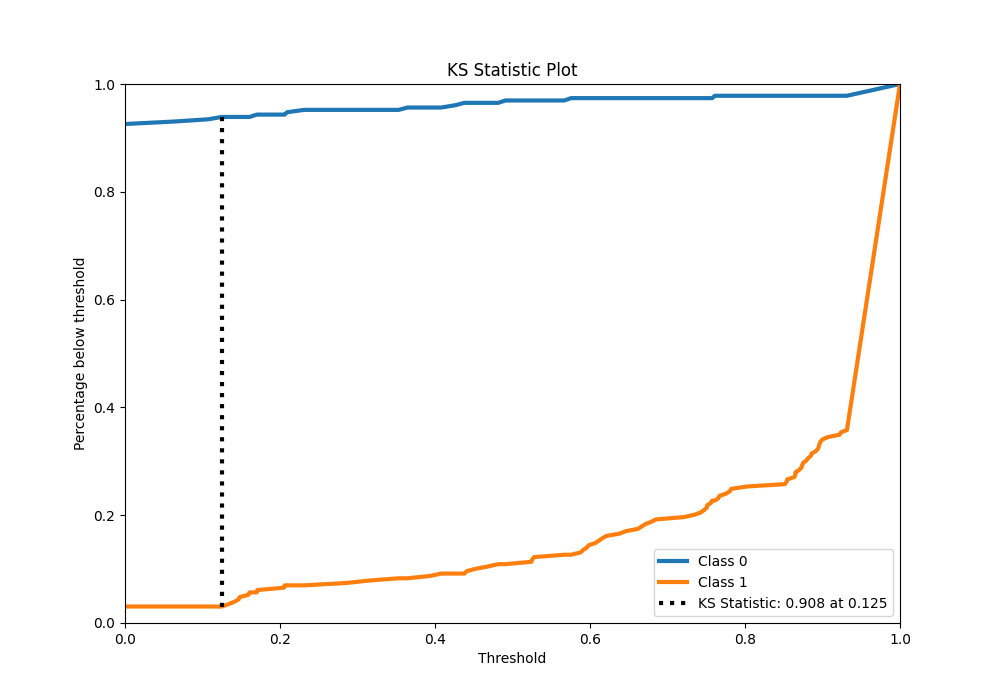 KS Statistic Plot
1.0
0.8
0.6
0.4
0.2
0.0
Percentage below threshold
Class 0
Class 1
KS Statistic: 0.908 at 0.125
0.0 0.2 0.4 0.6 0.8 1.0
Threshold